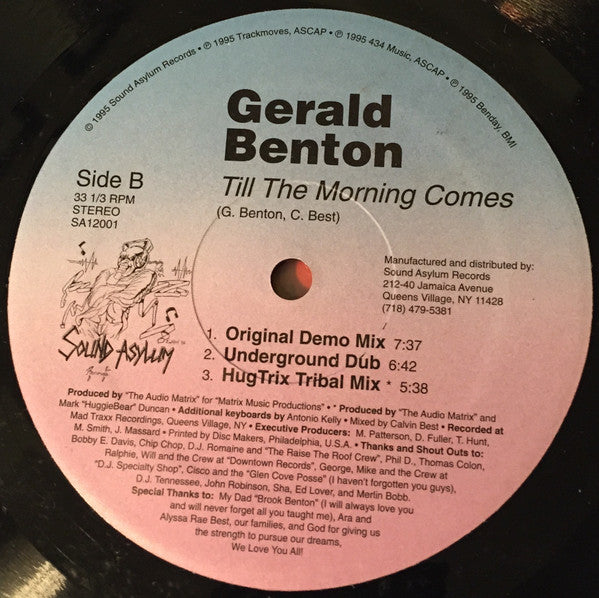 © 1995 Sound Asylum Records • ℗ 1995 Trackmoves, ASCAP • ℗ 1995 434 Music, ASCAP • ℗ 1995 Benday, BMI
Gerald
Benton
Till The Morning Comes
(G. Benton, C. Best)
Side B
33 1/3 RPM
STEREO
SA12001
Manufactured and distributed by:
Sound Asylum Records
212-40 Jamaica Avenue
Queens Village, NY 11428
(718) 479-5381
SOUND ASYLUM
1. Original Demo Mix 7:37
2. Underground Dub 6:42
3. HugTrix Tribal Mix * 5:38
Produced by "The Audio Matrix" for "Matrix Music Productions" • * Produced by "The Audio Matrix" and
Mark "HuggieBear" Duncan • Additional keyboards by Antonio Kelly • Mixed by Calvin Best • Recorded at
Mad Traxx Recordings, Queens Village, NY • Executive Producers: M. Patterson, D. Fuller, T. Hunt,
M. Smith, J. Massard • Printed by Disc Makers, Philadelphia, U.S.A. • Thanks and Shout Outs to:
Bobby E. Davis, Chip Chop, D.J. Romaine and "The Raise The Roof Crew", Phil D., Thomas Colon,
Ralphie, Will and the Crew at "Downtown Records", George, Mike and the Crew at
"D.J. Specialty Shop", Cisco and the "Glen Cove Posse" (I haven't forgotten you guys),
D.J. Tennessee, John Robinson, Sha, Ed Lover, and Merlin Bobb.
Special Thanks to: My Dad "Brook Benton" (I will always love you
and will never forget all you taught me), Ara and
Alyssa Rae Best, our families, and God for giving us
the strength to pursue our dreams,
We Love You All!